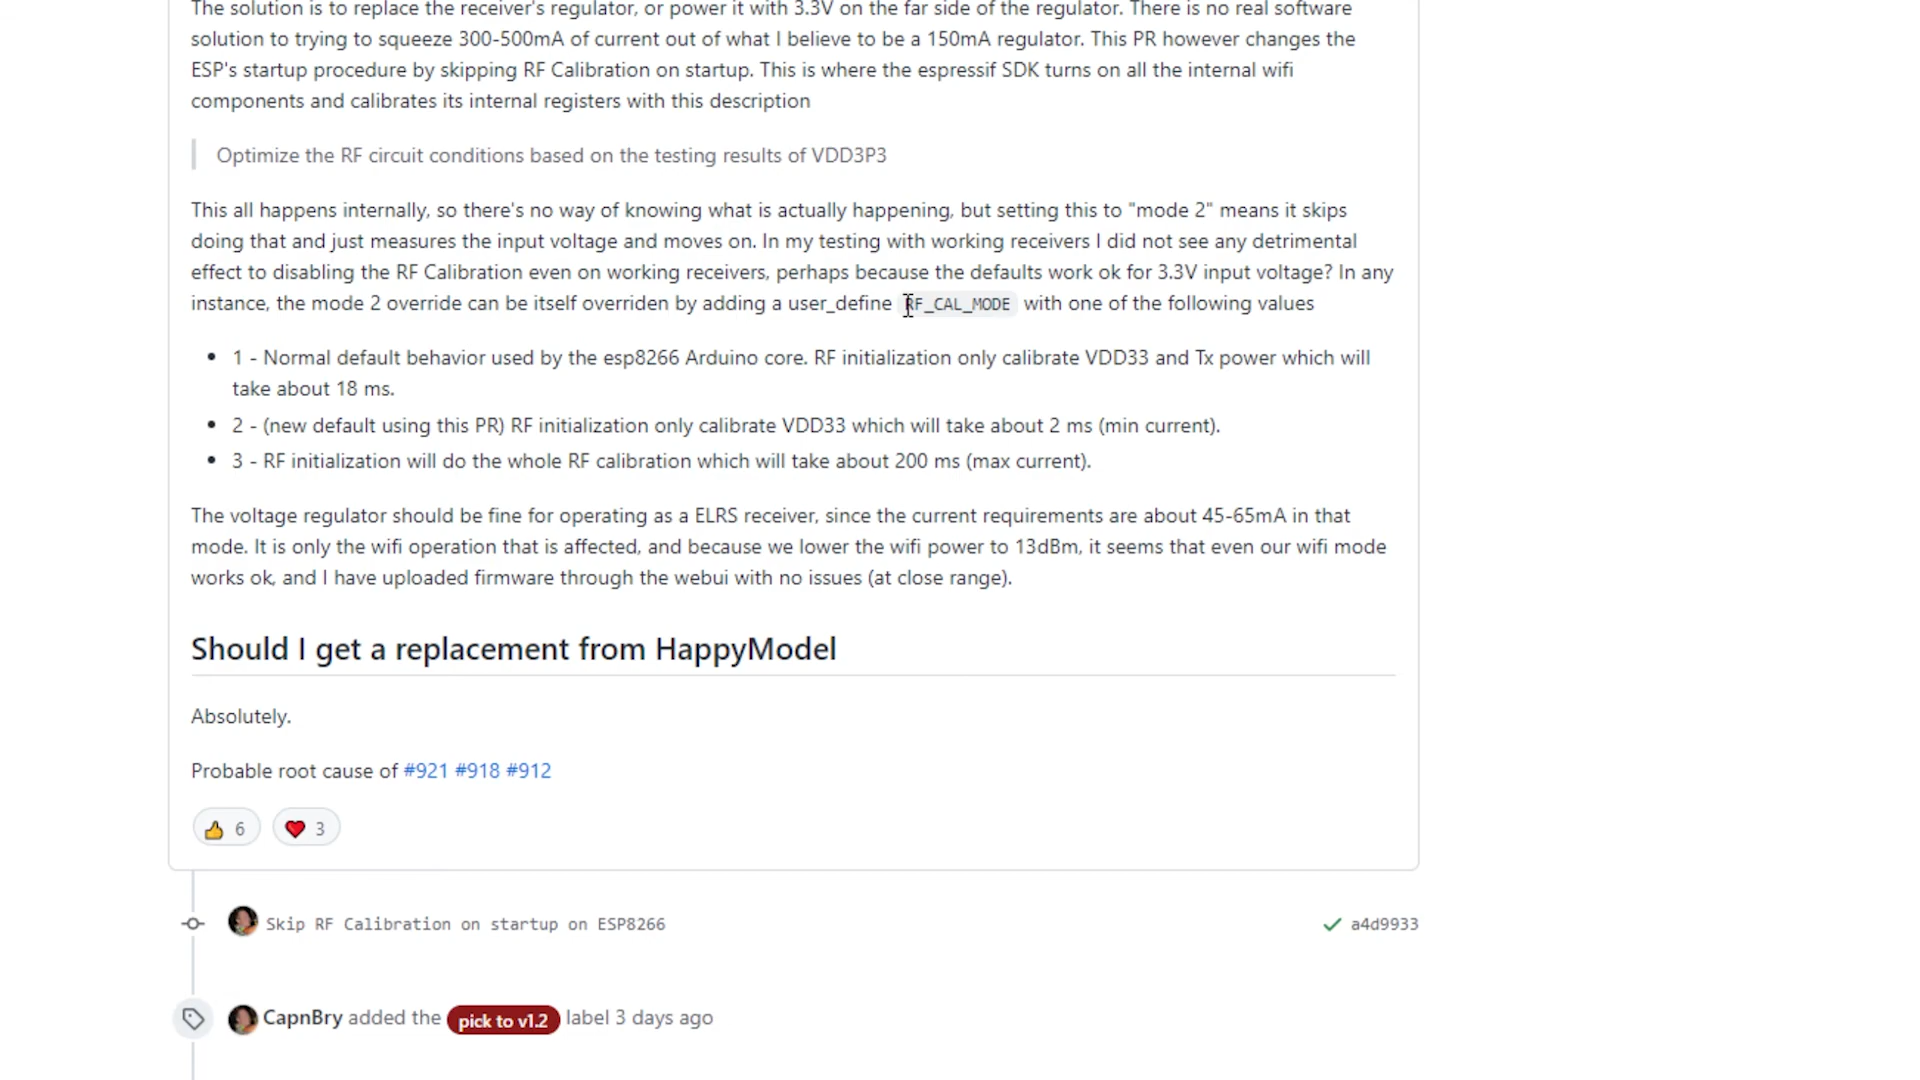 The solution is to replace the receiver's regulator, or power it with 3.3V on the far side of the regulator. There is no real software
solution to trying to squeeze 300-500mA of current out of what I believe to be a 150mA regulator. This PR however changes the
ESP's startup procedure by skipping RF Calibration on startup. This is where the espressif SDK turns on all the internal wifi
components and calibrates its internal registers with this description
Optimize the RF circuit conditions based on the testing results of VDD3P3
This all happens internally, so there's no way of knowing what is actually happening, but setting this to "mode 2" means it skips
doing that and just measures the input voltage and moves on. In my testing with working receivers I did not see any detrimental
effect to disabling the RF Calibration even on working receivers, perhaps because the defaults work ok for 3.3V input voltage? In any
instance, the mode 2 override can be itself overriden by adding a user_define RF_CAL_MODE with one of the following values
• 1 - Normal default behavior used by the esp8266 Arduino core. RF initialization only calibrate VDD33 and Tx power which will
take about 18 ms.
• 2 - (new default using this PR) RF initialization only calibrate VDD33 which will take about 2 ms (min current).
• 3 - RF initialization will do the whole RF calibration which will take about 200 ms (max current).
The voltage regulator should be fine for operating as a ELRS receiver, since the current requirements are about 45-65mA in that
mode. It is only the wifi operation that is affected, and because we lower the wifi power to 13dBm, it seems that even our wifi mode
works ok, and I have uploaded firmware through the webui with no issues (at close range).
Should I get a replacement from HappyModel
Absolutely.
Probable root cause of #921 #918 #912
👍 6 ❤️ 3
Skip RF Calibration on startup on ESP8266 a4d9933
CapnBry added the pick to v1.2 label 3 days ago